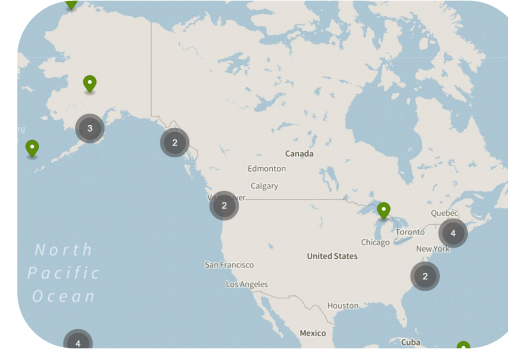 3
2
Canada
Edmonton
Calgary
2
Quebec
4
Toronto
Chicago
New York
North
Pacific
Ocean
United States
San Francisco
2
Los Angeles
Houston
Mexico
4
Cuba